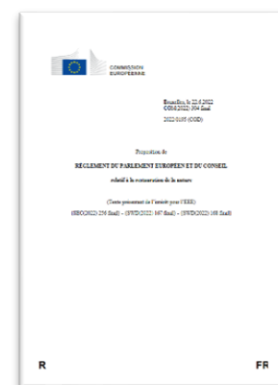 COMMISSION
EUROPÉENNE
Bruxelles, le 22.6.2022
COM(2022) 304 final
2022/0195 (COD)
Proposition de
RÈGLEMENT DU PARLEMENT EUROPÉEN ET DU CONSEIL
relatif à la restauration de la nature
(Texte présentant de l'intérêt pour l'EEE)
{SEC(2022) 256 final} - {SWD(2022) 167 final} - {SWD(2022) 168 final}
FR